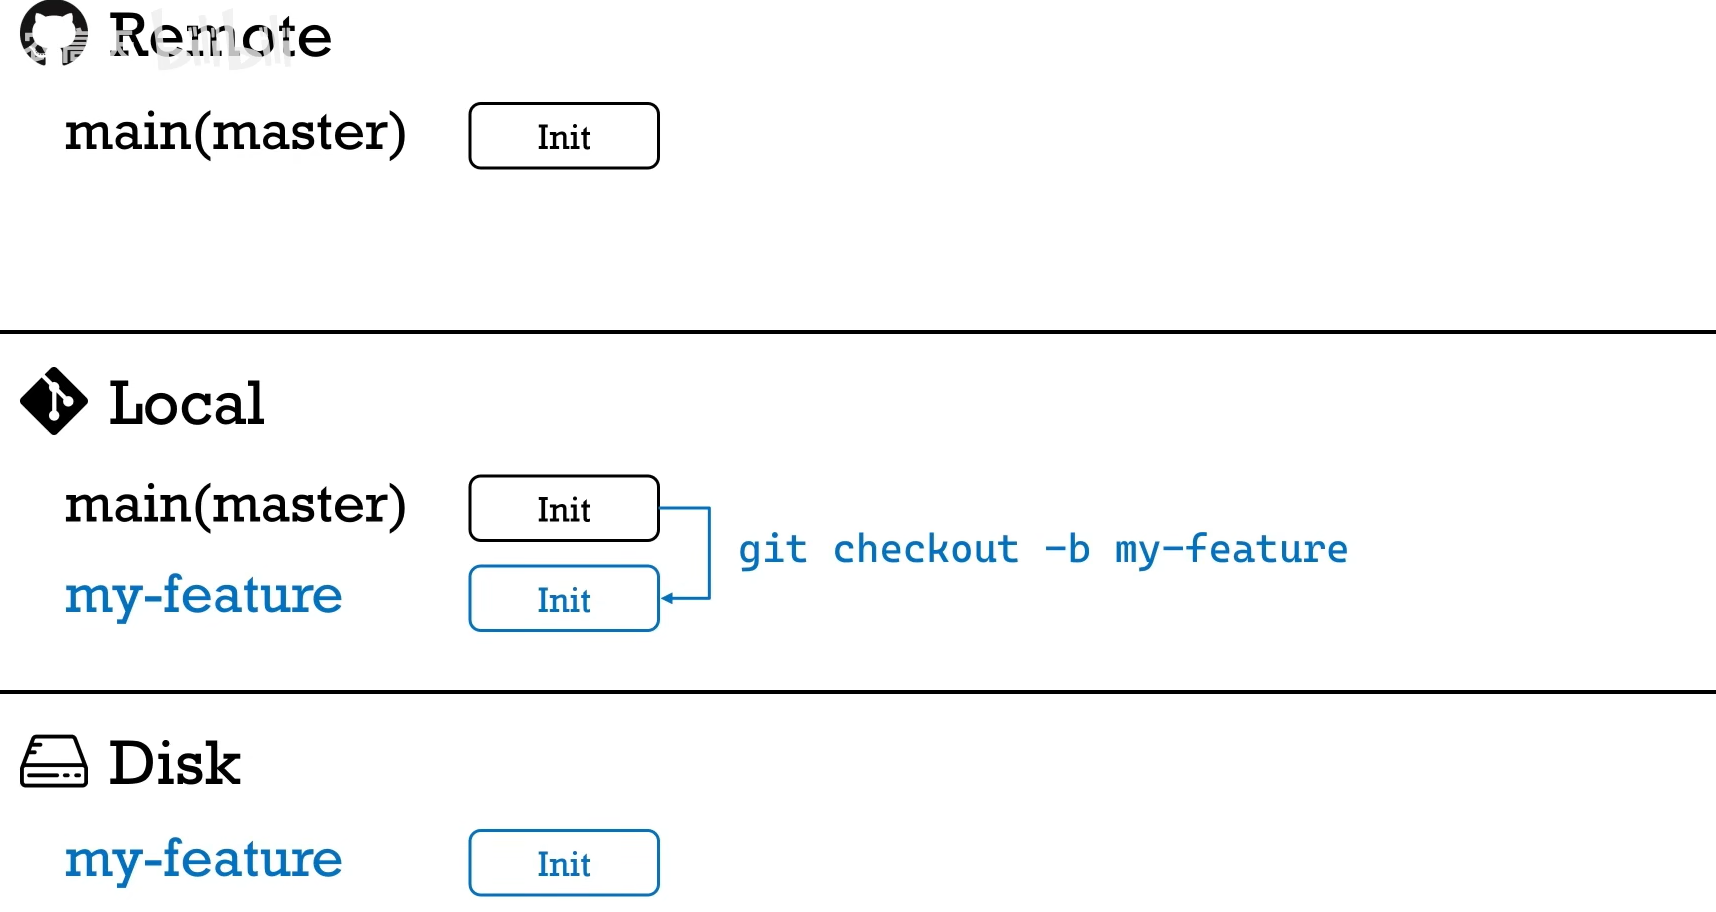 Remote
main(master) Init
Local
main(master) Init
git checkout -b my-feature
my-feature Init
Disk
my-feature Init